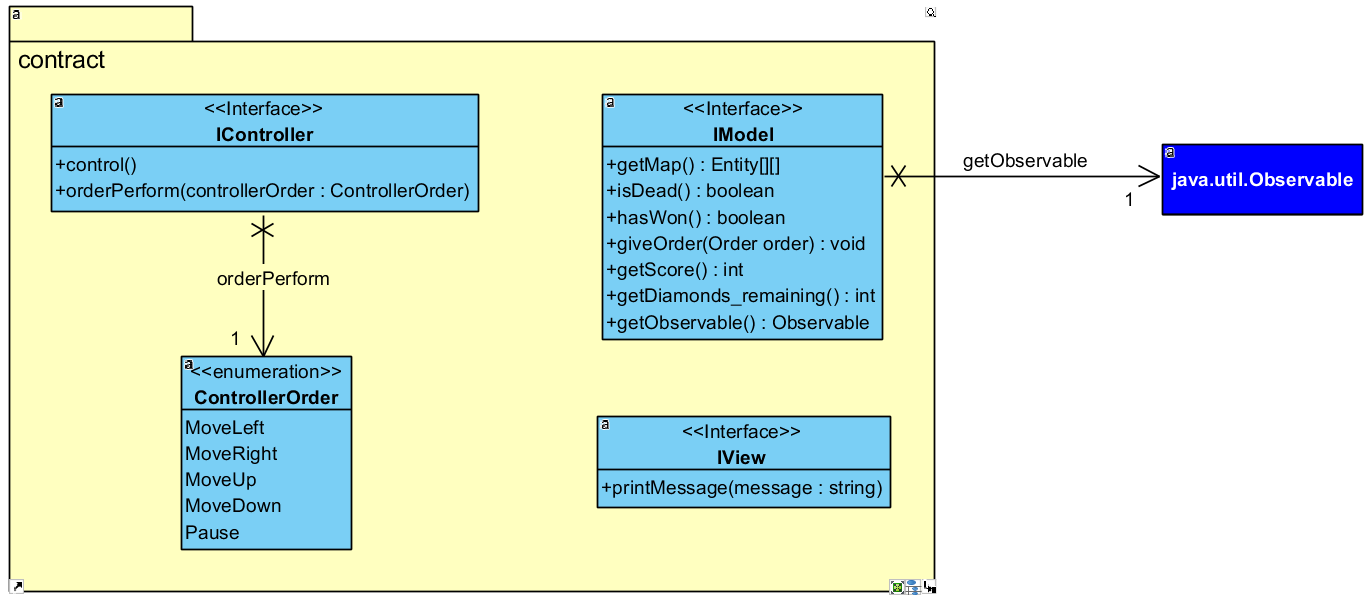 a
contract
a
<<Interface>>
IController
+control()
+orderPerform(controllerOrder : ControllerOrder)
orderPerform
1
a
<<enumeration>>
ControllerOrder
MoveLeft
MoveRight
MoveUp
MoveDown
Pause
a
<<Interface>>
IModel
+getMap() : Entity[][]
+isDead() : boolean
+hasWon() : boolean
+giveOrder(Order order) : void
+getScore() : int
+getDiamonds_remaining() : int
+getObservable() : Observable
getObservable
1
a
java.util.Observable
a
<<Interface>>
IView
+printMessage(message : string)